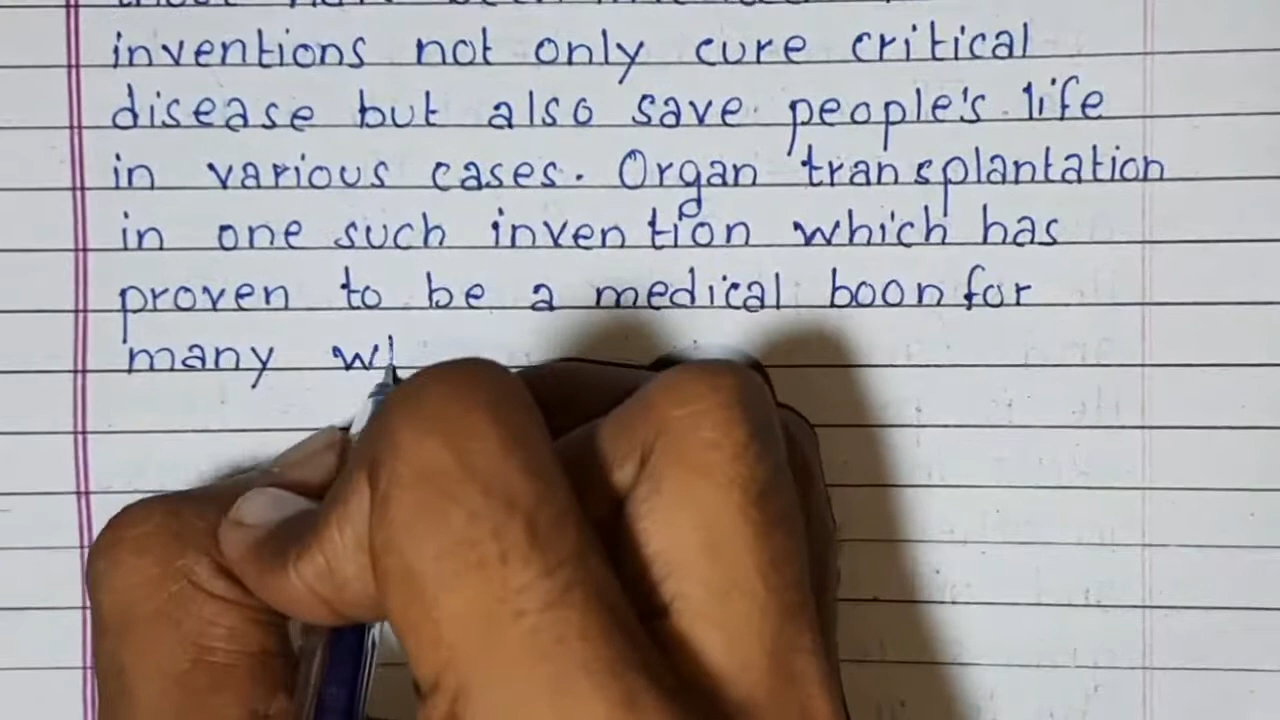 inventions not only cure critical
disease but also save people's life
in various cases. Organ transplantation
in one such invention which has
proven to be a medical boon for
many